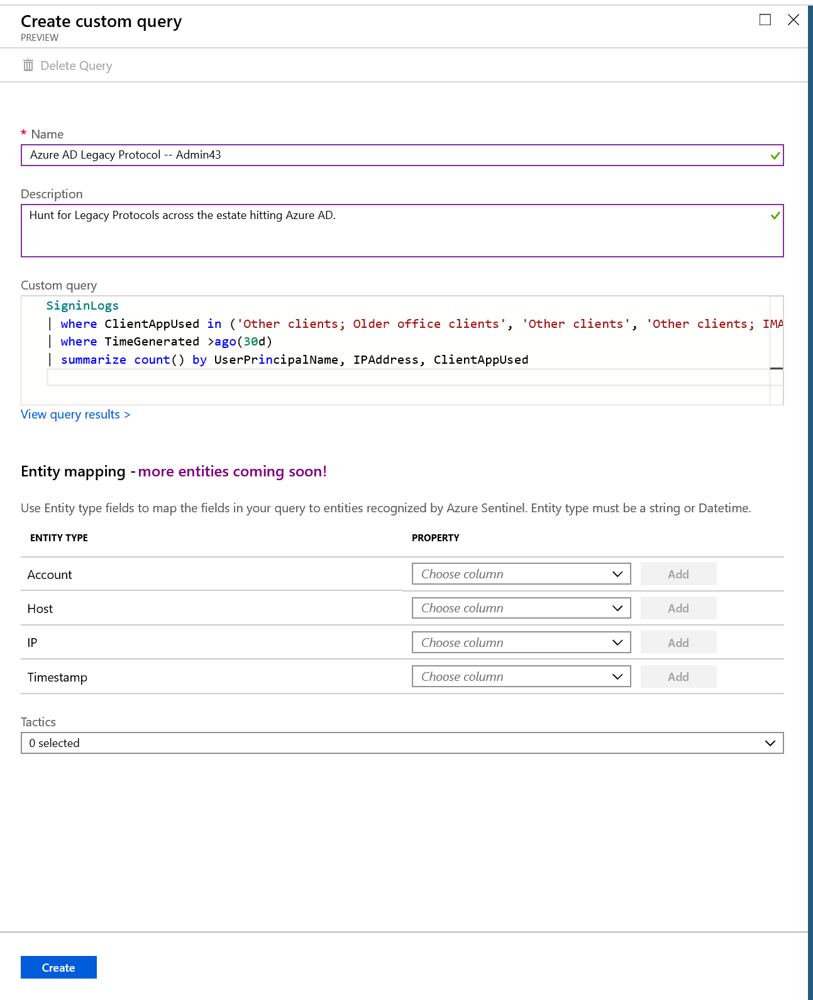 Create custom query
PREVIEW
Delete Query
* Name
Azure AD Legacy Protocol -- Admin43
Description
Hunt for Legacy Protocols across the estate hitting Azure AD.
Custom query
SigninLogs
| where ClientAppUsed in ('Other clients; Older office clients', 'Other clients', 'Other clients; IMA
| where TimeGenerated >ago(30d)
| summarize count() by UserPrincipalName, IPAddress, ClientAppUsed
View query results >
Entity mapping - more entities coming soon!
Use Entity type fields to map the fields in your query to entities recognized by Azure Sentinel. Entity type must be a string or Datetime.
ENTITY TYPE PROPERTY
Account Choose column Add
Host Choose column Add
IP Choose column Add
Timestamp Choose column Add
Tactics
0 selected
Create